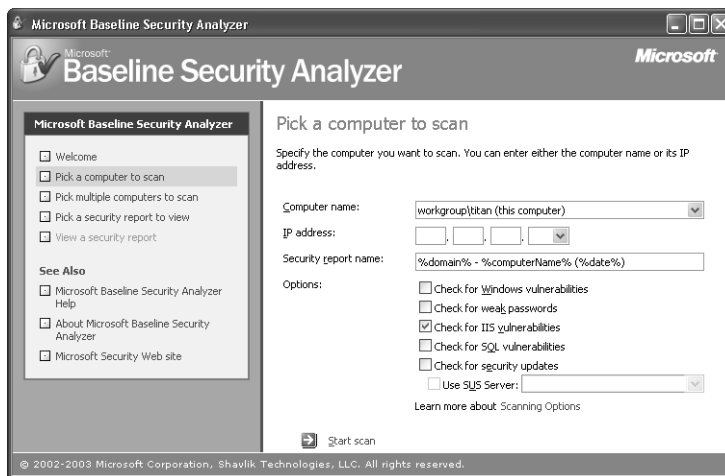 Microsoft Baseline Security Analyzer
Microsoft
Baseline Security Analyzer
Microsoft
Microsoft Baseline Security Analyzer
Welcome
Pick a computer to scan
Pick multiple computers to scan
Pick a security report to view
View a security report
See Also
Microsoft Baseline Security Analyzer
Help
About Microsoft Baseline Security
Analyzer
Microsoft Security Web site
Pick a computer to scan
Specify the computer you want to scan. You can enter either the computer name or its IP
address.
Computer name: workgroup\titan (this computer)
IP address: . . .
Security report name: %domain% - %computerName% (%date%)
Options: Check for Windows vulnerabilities
Check for weak passwords
Check for IIS vulnerabilities
Check for SQL vulnerabilities
Check for security updates
Use SUS Server:
Learn more about Scanning Options
Start scan
© 2002-2003 Microsoft Corporation, Shavlik Technologies, LLC. All rights reserved.